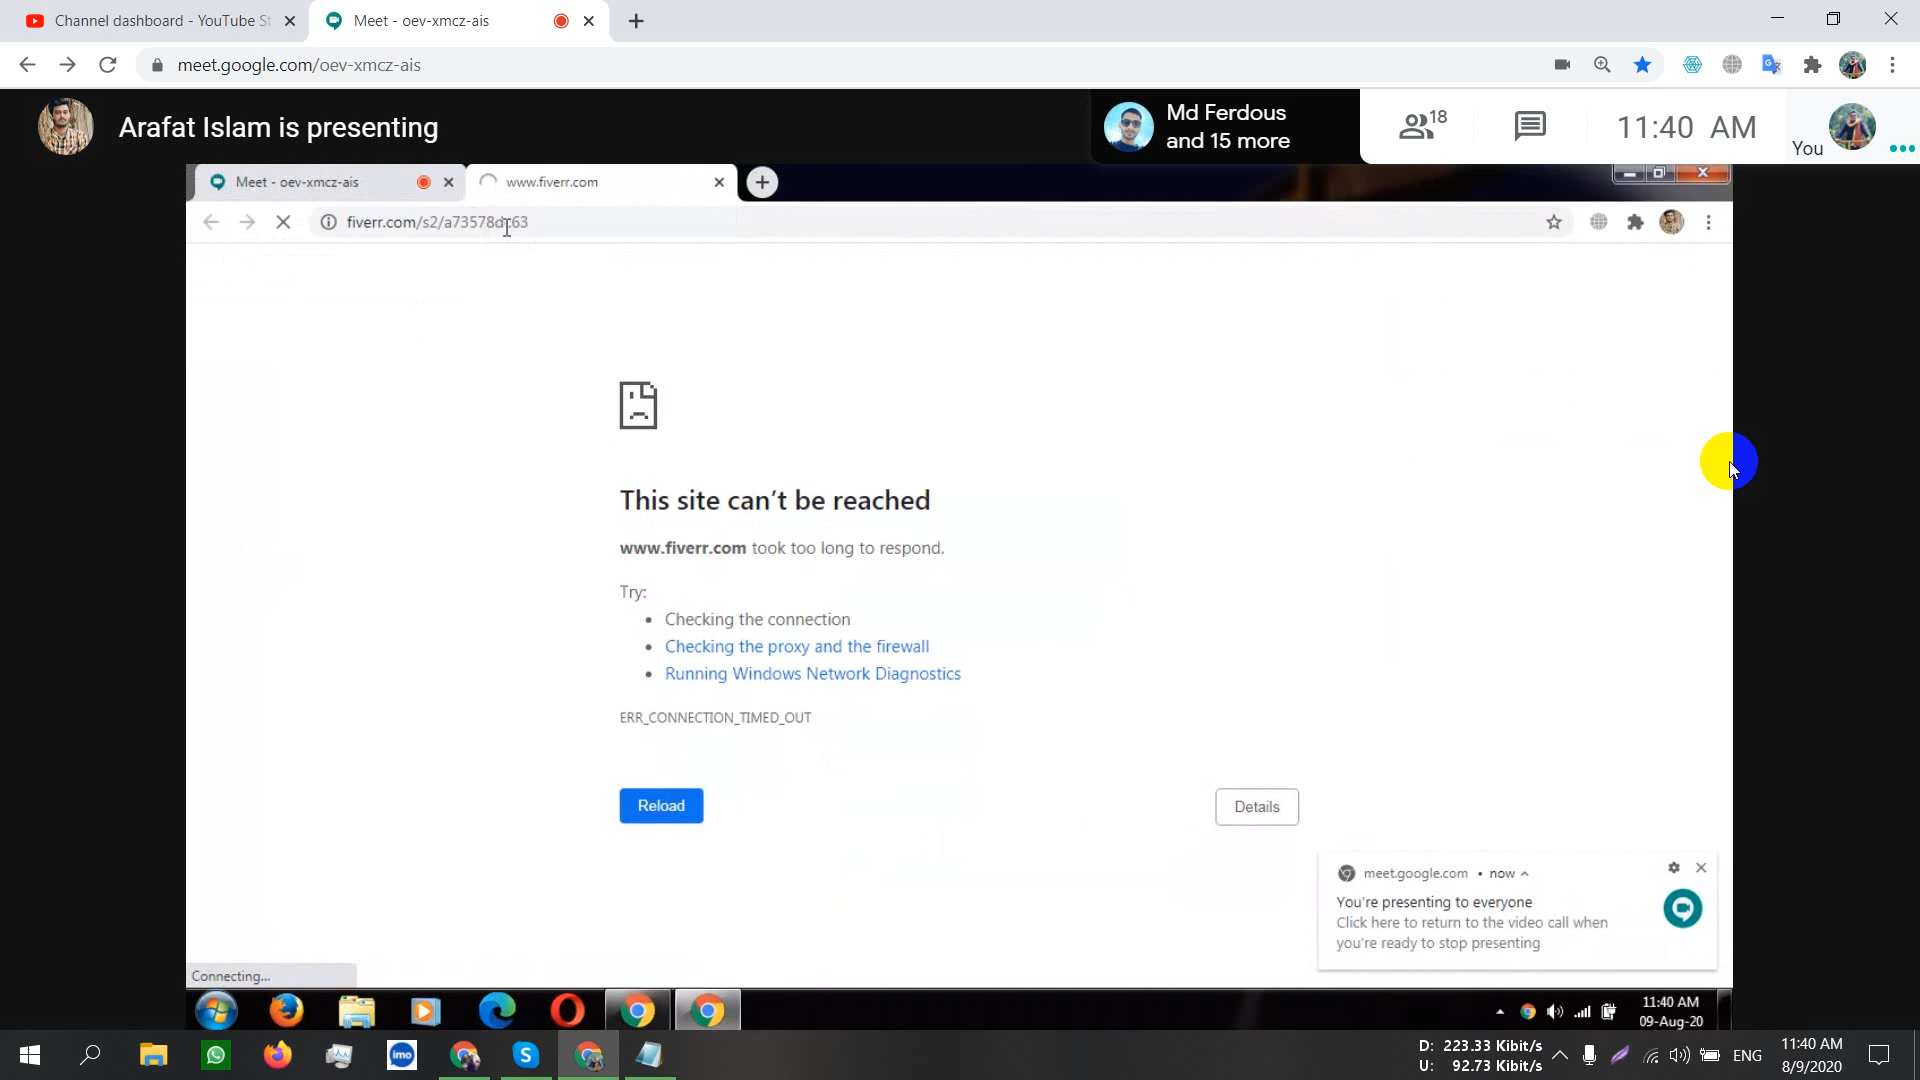 Channel dashboard - YouTube St
Meet - oev-xmcz-ais
meet.google.com/oev-xmcz-ais
Arafat Islam is presenting
Md Ferdous
and 15 more
18
11:40 AM
You
Meet - oev-xmcz-ais
www.fiverr.com
fiverr.com/s2/a73578d 63
This site can’t be reached
www.fiverr.com took too long to respond.
Try:
• Checking the connection
• Checking the proxy and the firewall
• Running Windows Network Diagnostics
ERR_CONNECTION_TIMED_OUT
Reload
Details
meet.google.com • now
You're presenting to everyone
Click here to return to the video call when
you're ready to stop presenting
Connecting...
11:40 AM
09-Aug-20
imo
D: 223.33 Kibit/s
U: 92.73 Kibit/s
ENG
11:40 AM
8/9/2020